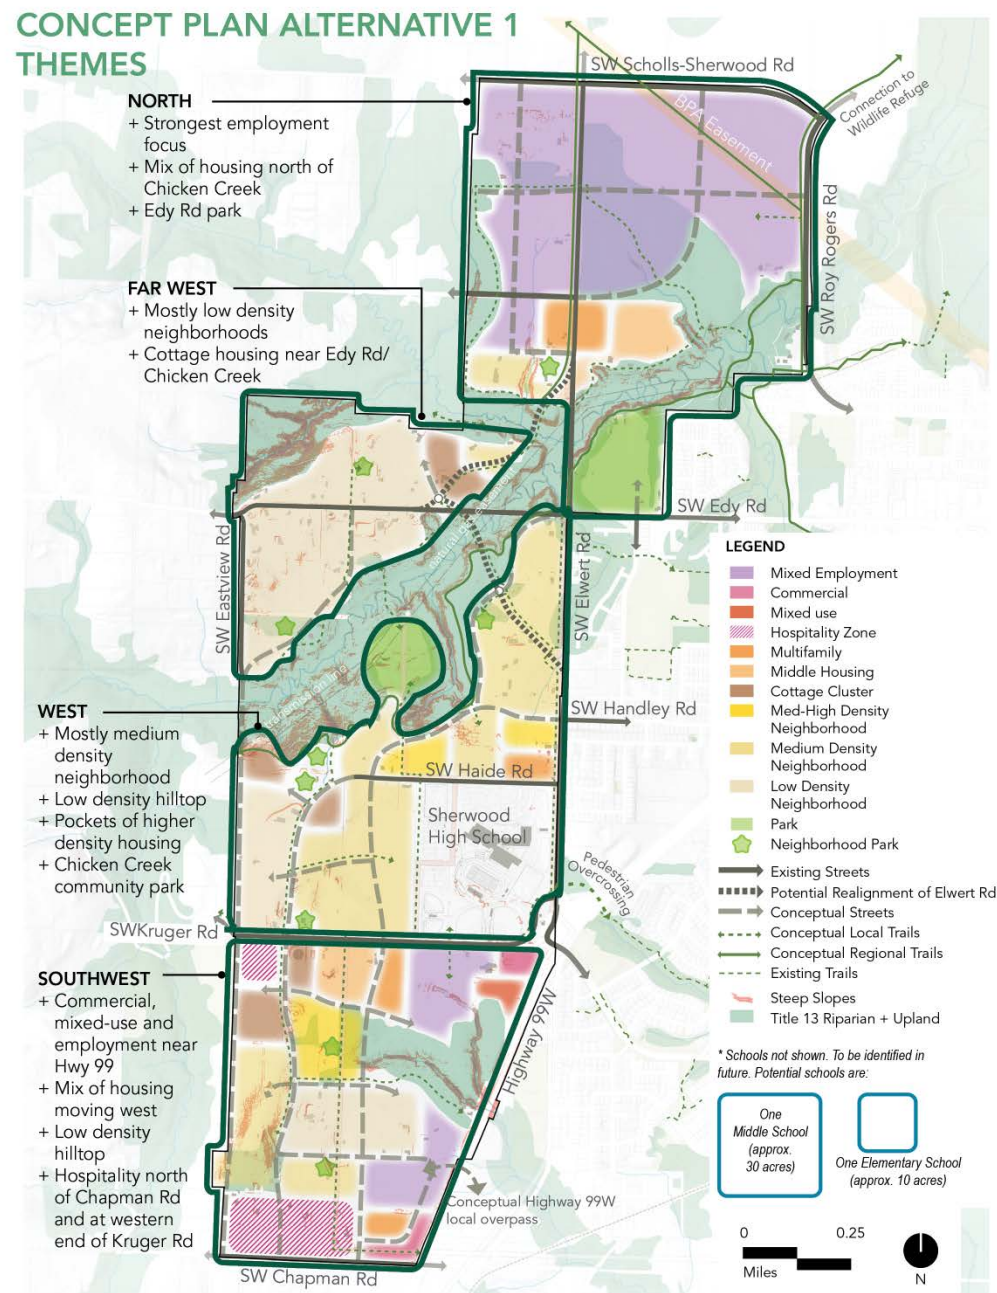 CONCEPT PLAN ALTERNATIVE 1
THEMES
NORTH
+ Strongest employment
focus
+ Mix of housing north of
Chicken Creek
+ Edy Rd park
FAR WEST
+ Mostly low density
neighborhoods
+ Cottage housing near Edy Rd/
Chicken Creek
WEST
+ Mostly medium
density
neighborhood
+ Low density hilltop
+ Pockets of higher
density housing
+ Chicken Creek
community park
SOUTHWEST
+ Commercial,
mixed-use and
employment near
Hwy 99
+ Mix of housing
moving west
+ Low density
hilltop
+ Hospitality north
of Chapman Rd
and at western
end of Kruger Rd
SW Scholls-Sherwood Rd
BPA Easement
Connection to
Wildlife Refuge
SW Roy Rogers Rd
SW Edy Rd
SW Eastview Rd
SW Elwert Rd
SW Handley Rd
SW Haide Rd
Sherwood
High School
Pedestrian
Overcrossing
SWKruger Rd
Highway 99W
Conceptual Highway 99W
local overpass
SW Chapman Rd
LEGEND
Mixed Employment
Commercial
Mixed use
Hospitality Zone
Multifamily
Middle Housing
Cottage Cluster
Med-High Density
Neighborhood
Medium Density
Neighborhood
Low Density
Neighborhood
Park
Neighborhood Park
Existing Streets
Potential Realignment of Elwert Rd
Conceptual Streets
Conceptual Local Trails
Conceptual Regional Trails
Existing Trails
Steep Slopes
Title 13 Riparian + Upland
* Schools not shown. To be identified in
future. Potential schools are:
One
Middle School
(approx.
30 acres)
One Elementary School
(approx. 10 acres)
0 0.25
Miles
N